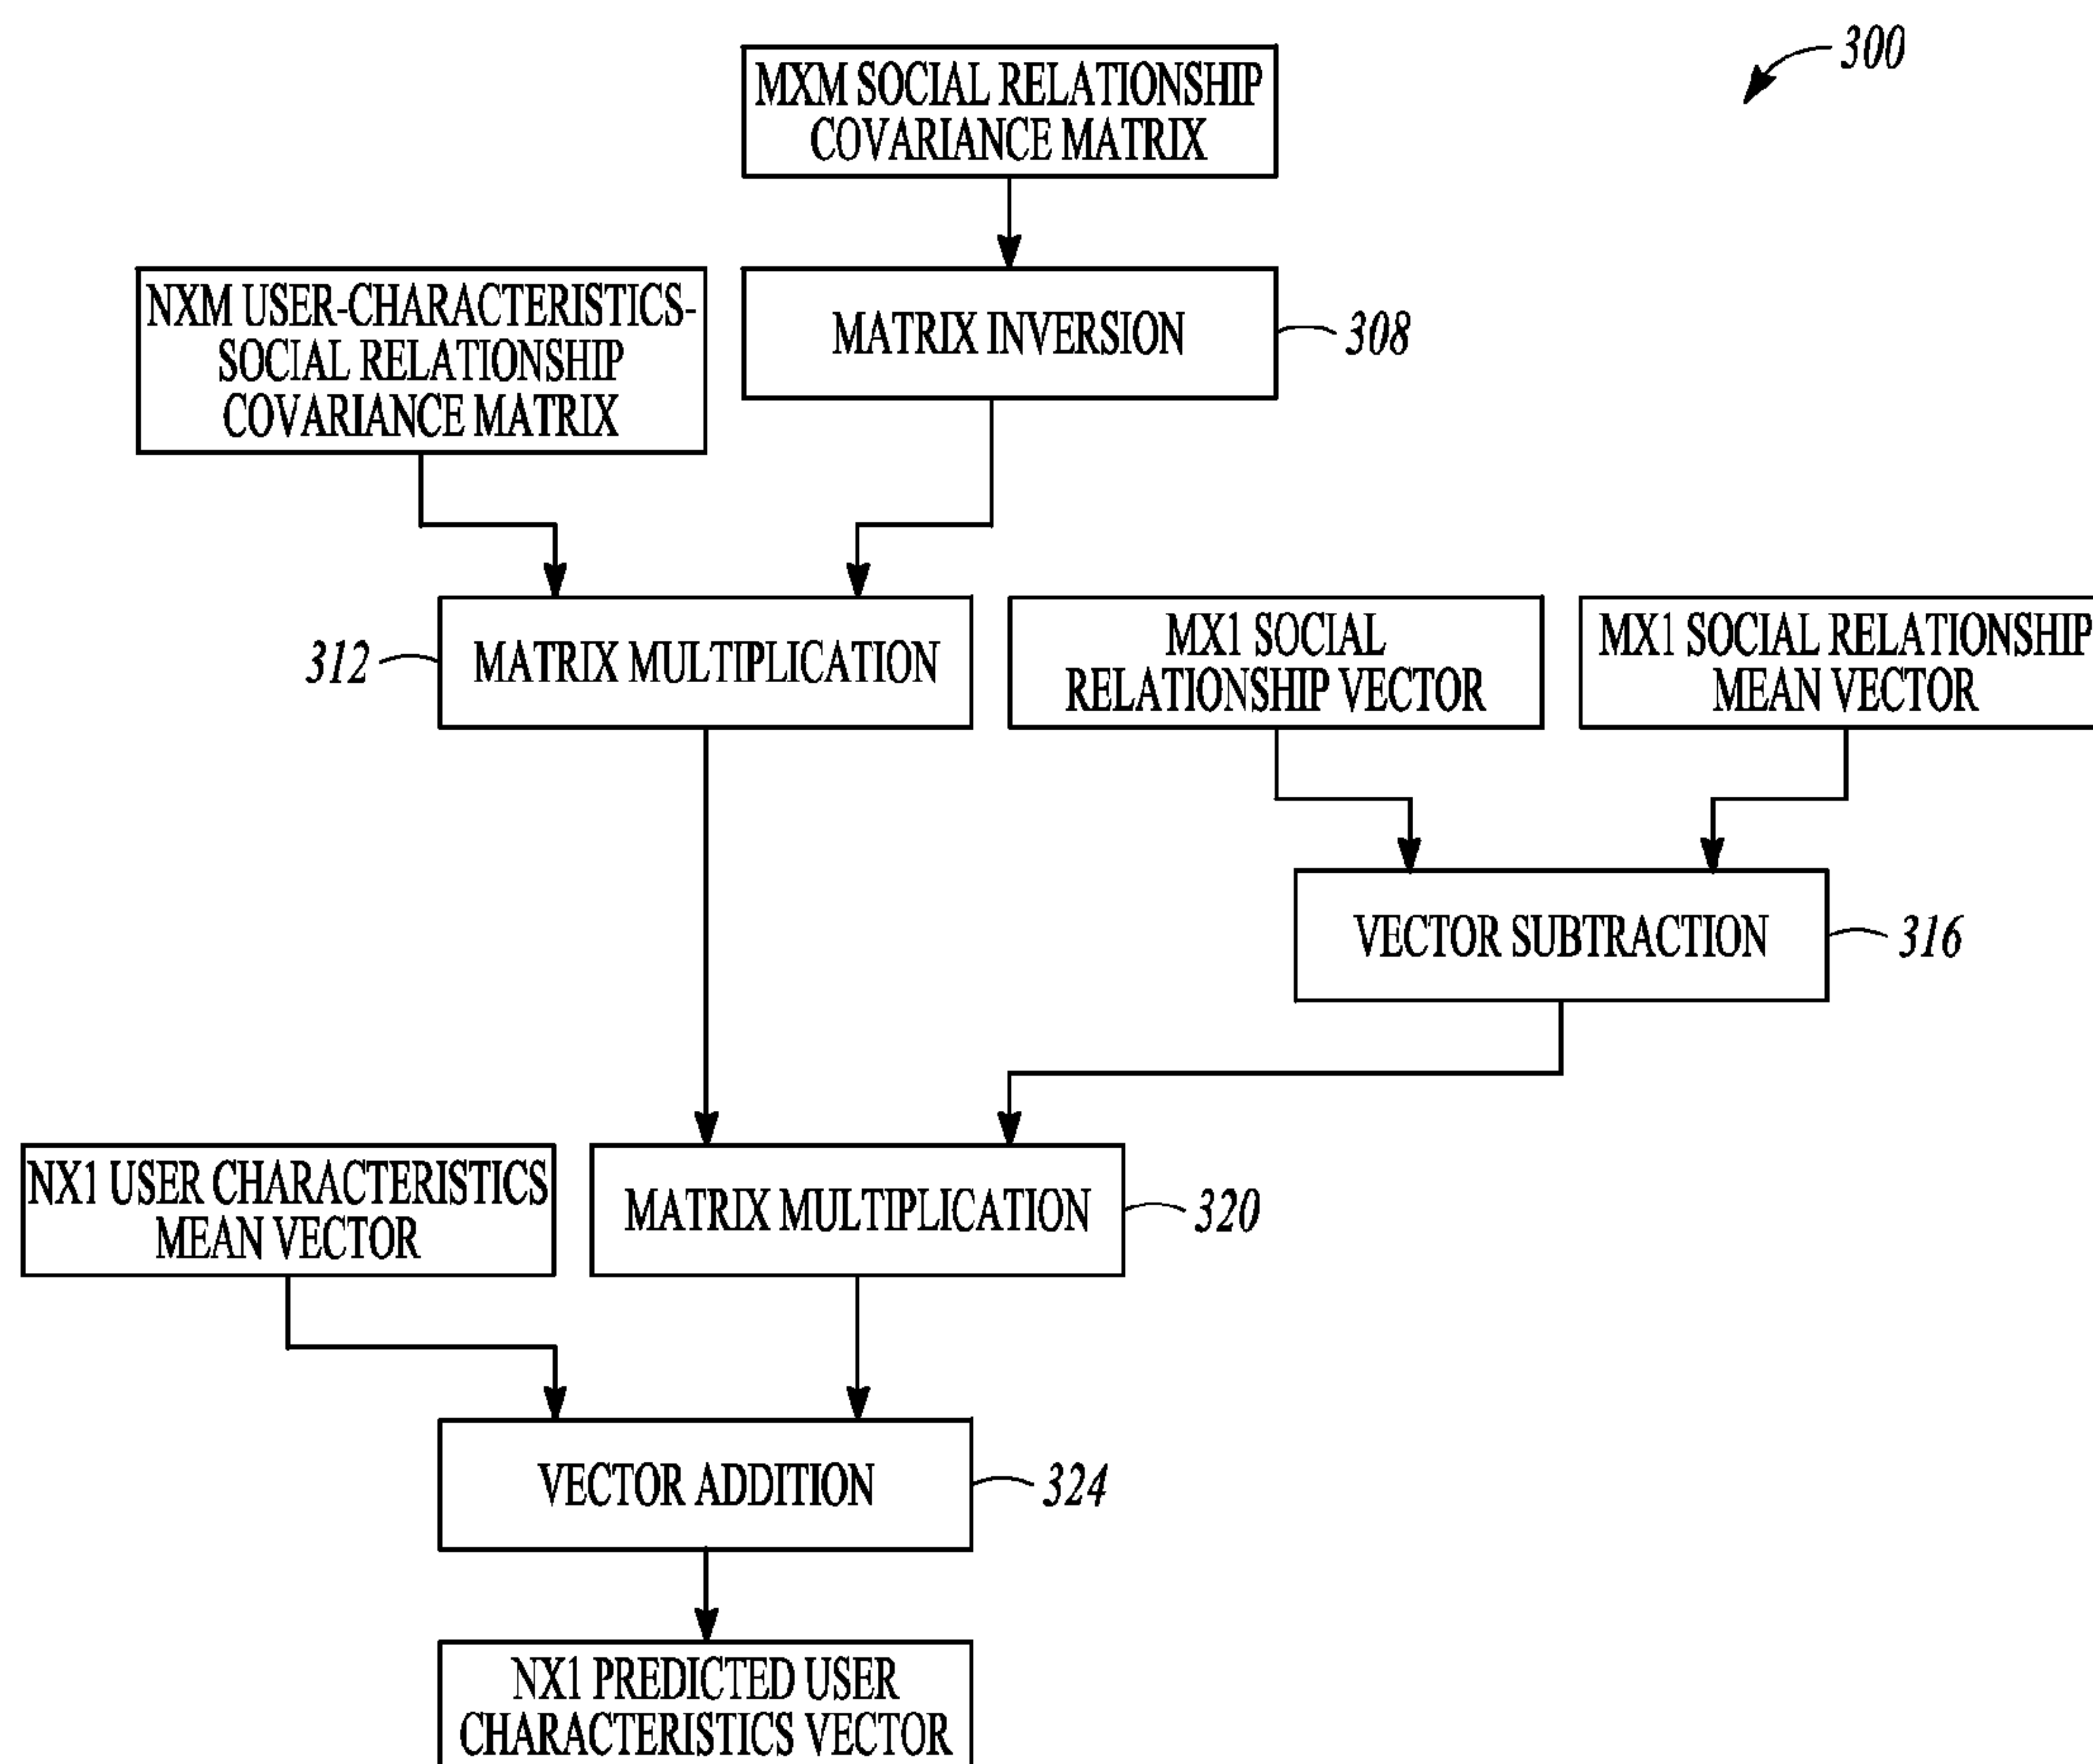 300
MXM SOCIAL RELATIONSHIP
COVARIANCE MATRIX
NXM USER-CHARACTERISTICS-
SOCIAL RELATIONSHIP
COVARIANCE MATRIX
MATRIX INVERSION
308
312
MATRIX MULTIPLICATION
MX1 SOCIAL
RELATIONSHIP VECTOR
MX1 SOCIAL RELATIONSHIP
MEAN VECTOR
VECTOR SUBTRACTION
316
NX1 USER CHARACTERISTICS
MEAN VECTOR
MATRIX MULTIPLICATION
320
VECTOR ADDITION
324
NX1 PREDICTED USER
CHARACTERISTICS VECTOR